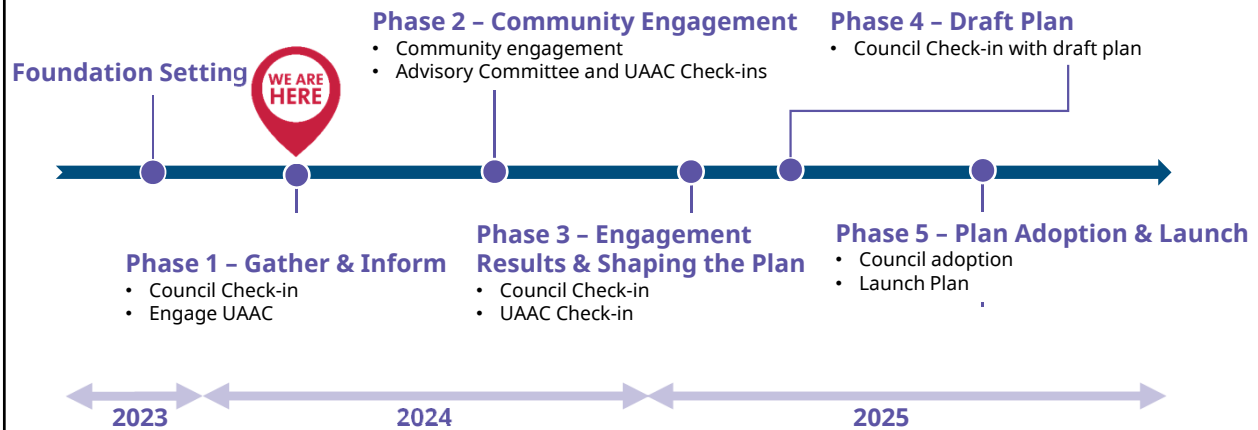 Phase 2 – Community Engagement
• Community engagement
• Advisory Committee and UAAC Check-ins
Phase 4 – Draft Plan
• Council Check-in with draft plan
Foundation Setting
WE ARE
HERE
Phase 1 – Gather & Inform
• Council Check-in
• Engage UAAC
Phase 3 – Engagement
Results & Shaping the Plan
• Council Check-in
• UAAC Check-in
Phase 5 – Plan Adoption & Launch
• Council adoption
• Launch Plan
2023
2024
2025